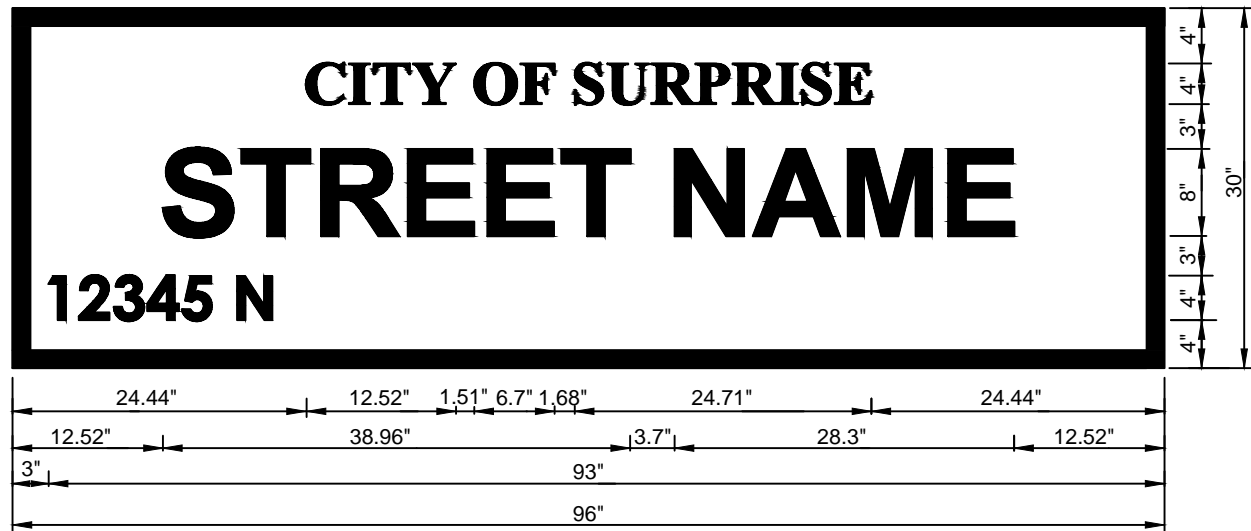 CITY OF SURPRISE
STREET NAME
12345 N
4"
4"
3"
8"
3"
4"
4"
30"
24.44" 12.52" 1.51" 6.7" 1.68" 24.71" 24.44"
12.52" 38.96" 3.7" 28.3" 12.52"
3" 93"
96"